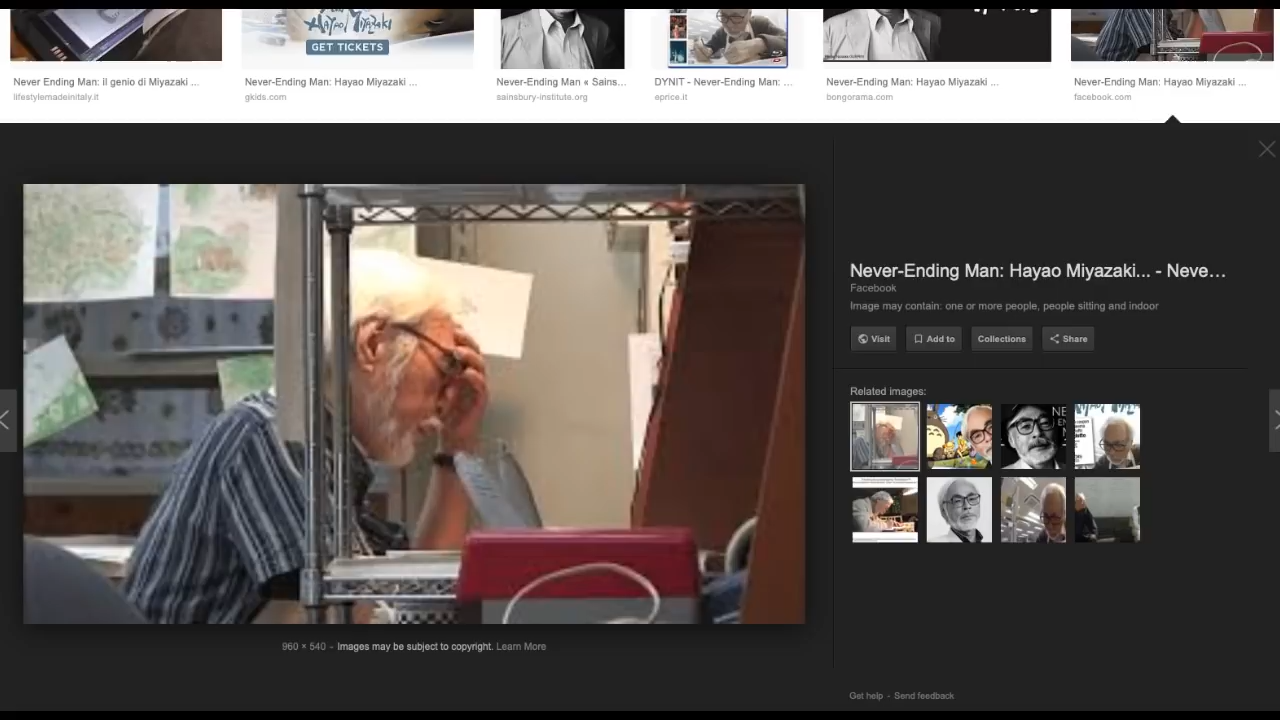 HAYAO MIYAZAKI
GET TICKETS
Never Ending Man: il genio di Miyazaki ...
lifestylemadeinitaly.it
Never-Ending Man: Hayao Miyazaki ...
gkids.com
Never-Ending Man « Sains...
sainsbury-institute.org
DYNIT - Never-Ending Man: ...
eprice.it
Never-Ending Man: Hayao Miyazaki ...
bongorama.com
Never-Ending Man: Hayao Miyazaki ...
facebook.com
Never-Ending Man: Hayao Miyazaki... - Neve...
Facebook
Image may contain: one or more people, people sitting and indoor
Visit
Add to
Collections
Share
Related images:
NE
EN
960 × 540 - Images may be subject to copyright. Learn More
Get help - Send feedback